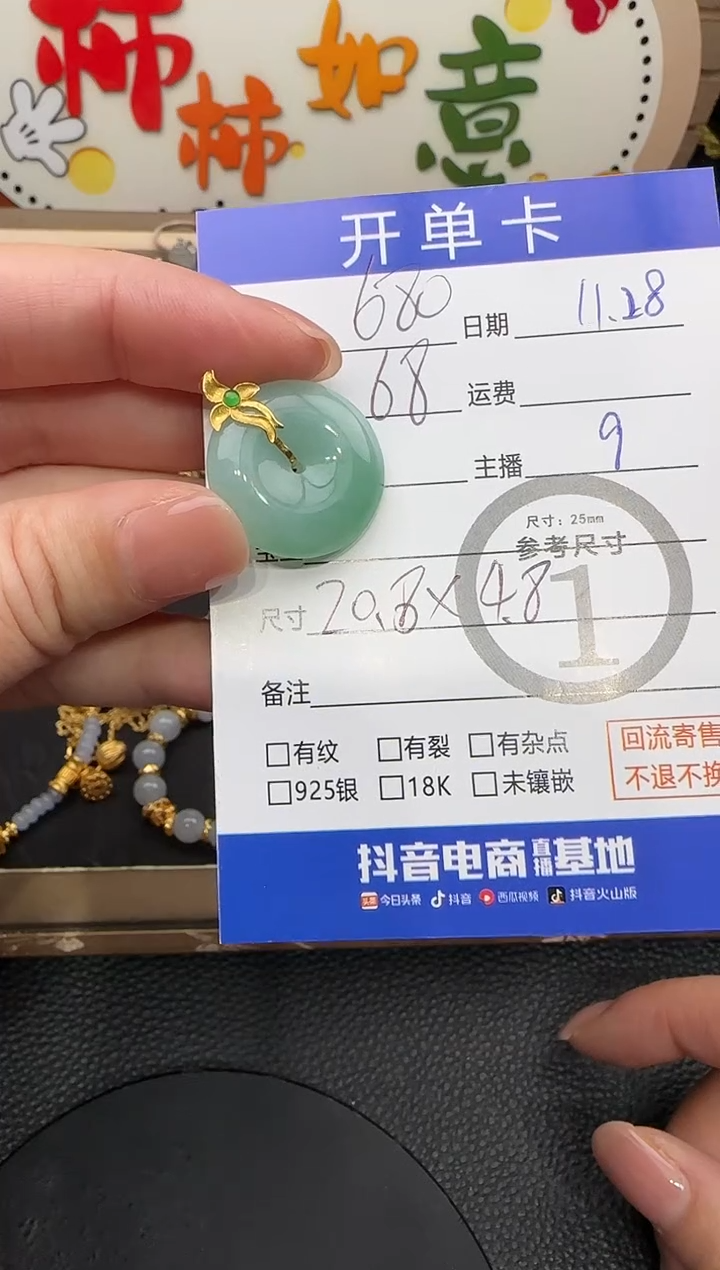 柿柿如意
开单卡
680 日期 11.28
68 运费
主播 9
尺寸：25mm
参考尺寸
1
尺寸 20.8×4.8
备注
□有纹 □有裂 □有杂点
□925银 □18K □未镶嵌
回流寄售
不退不换
抖音电商直播基地
头条 今日头条 抖音 西瓜视频 抖音火山版